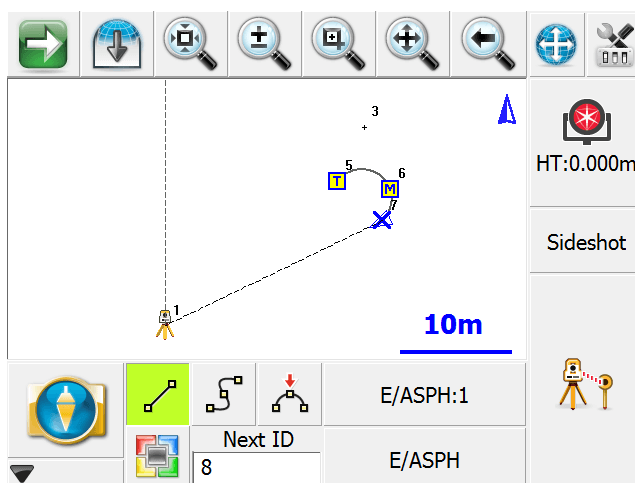 3
HT:0.000m
5
T
6
M
7
Sideshot
1
10m
E/ASPH:1
Next ID
8
E/ASPH